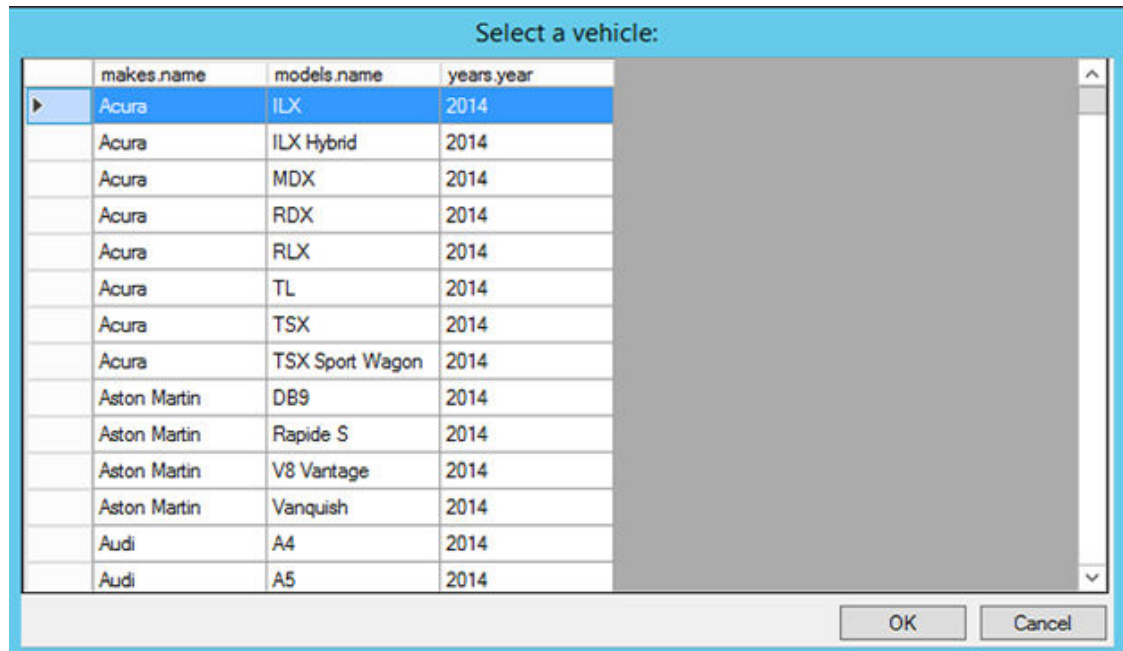 Select a vehicle:
makes.name models.name years.year
Acura ILX 2014
Acura ILX Hybrid 2014
Acura MDX 2014
Acura RDX 2014
Acura RLX 2014
Acura TL 2014
Acura TSX 2014
Acura TSX Sport Wagon 2014
Aston Martin DB9 2014
Aston Martin Rapide S 2014
Aston Martin V8 Vantage 2014
Aston Martin Vanquish 2014
Audi A4 2014
Audi A5 2014
OK Cancel